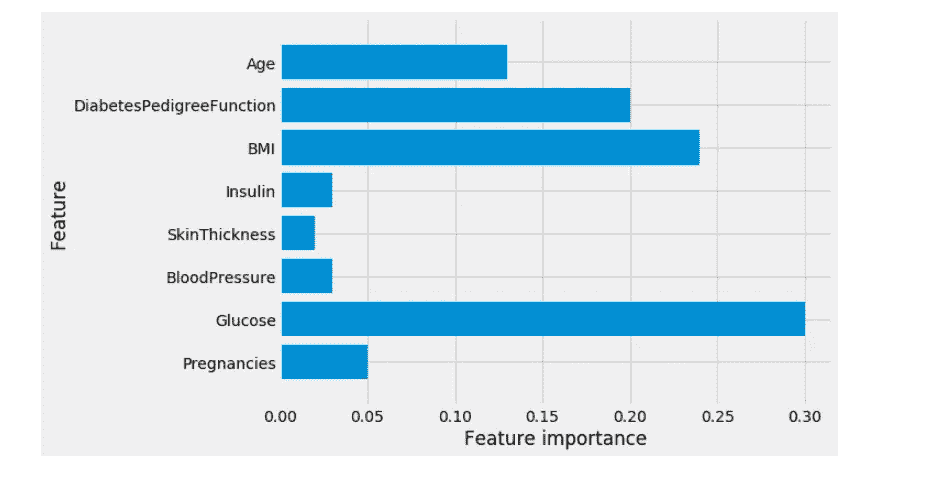 Age
DiabetesPedigreeFunction
BMI
Insulin
SkinThickness
BloodPressure
Glucose
Pregnancies
Feature
0.00 0.05 0.10 0.15 0.20 0.25 0.30
Feature importance